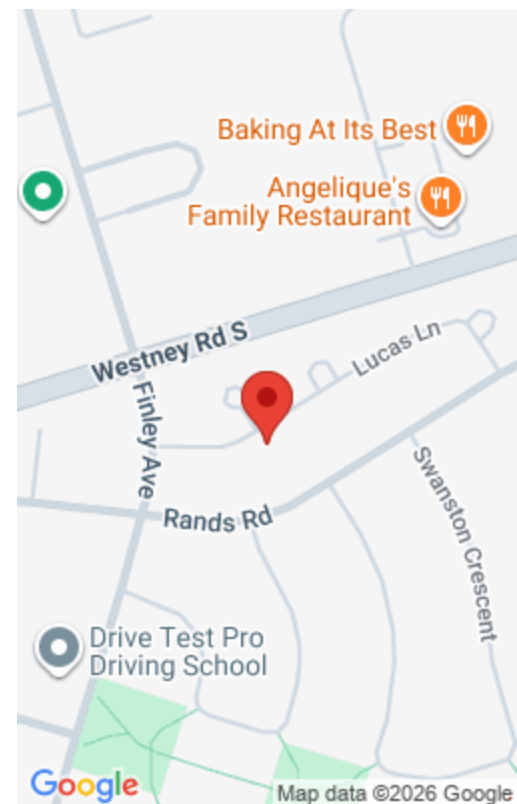 Baking At Its Best
Angelique's
Family Restaurant
Westney Rd S
Lucas Ln
Finley Ave
Swanston Crescent
Rands Rd
Drive Test Pro
Driving School
Google
Map data ©2026 Google